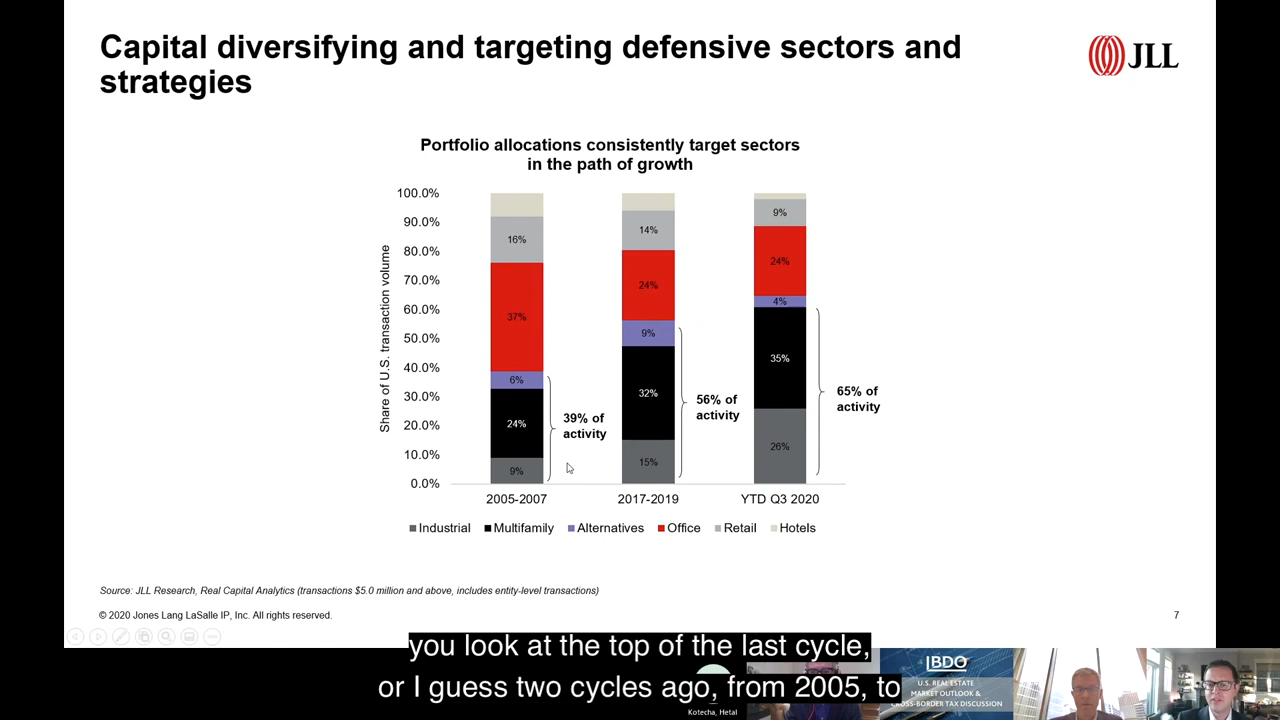 Capital diversifying and targeting defensive sectors and
strategies
JLL
Portfolio allocations consistently target sectors
in the path of growth
Share of U.S. transaction volume
100.0%
90.0%
80.0%
70.0%
60.0%
50.0%
40.0%
30.0%
20.0%
10.0%
0.0%
16%
37%
6%
24%
9%
39% of
activity
14%
24%
9%
32%
15%
56% of
activity
9%
24%
4%
35%
26%
65% of
activity
2005-2007
2017-2019
YTD Q3 2020
Industrial
Multifamily
Alternatives
Office
Retail
Hotels
Source: JLL Research, Real Capital Analytics (transactions $5.0 million and above, includes entity-level transactions)
© 2020 Jones Lang LaSalle IP, Inc. All rights reserved.
7
you look at the top of the last cycle,
or I guess two cycles ago, from 2005, to
Kotecha, Hetal
BDO
U.S. REAL ESTATE
MARKET OUTLOOK &
CROSS-BORDER TAX DISCUSSION